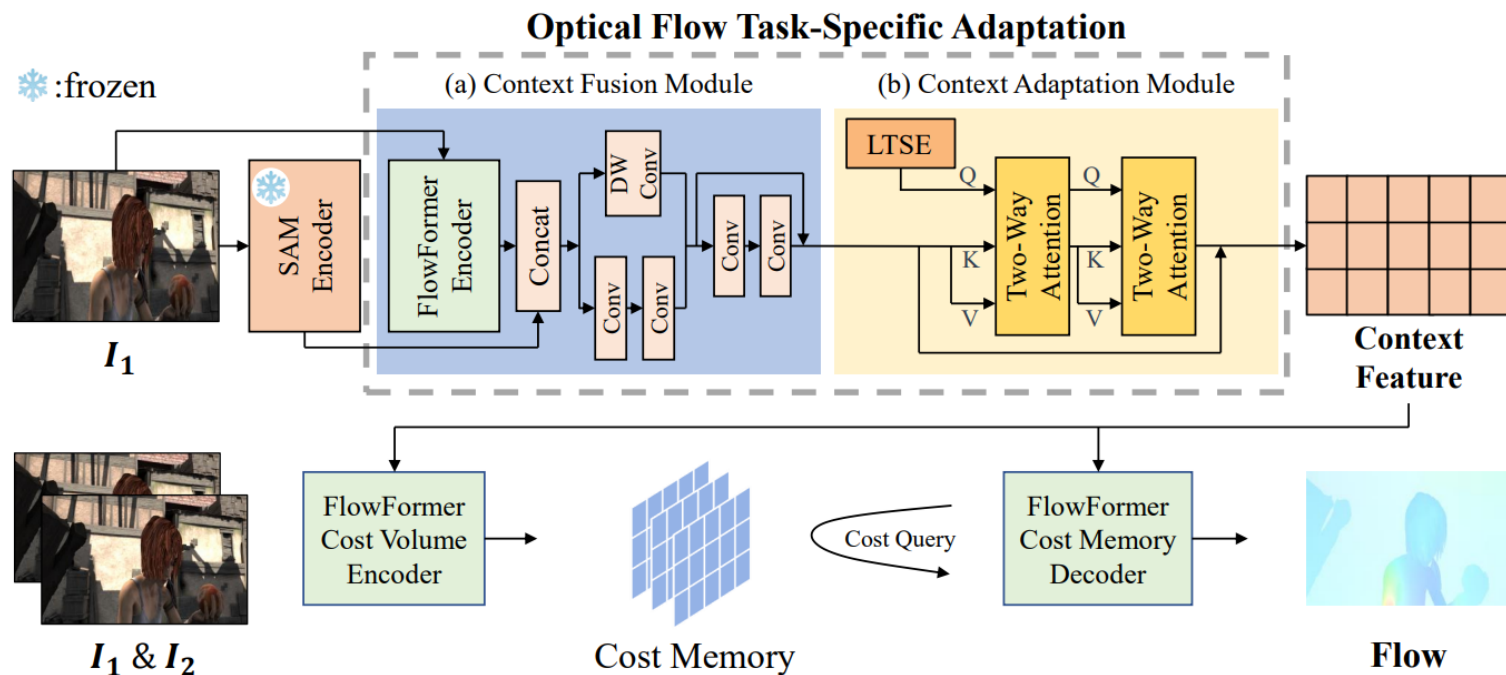 Optical Flow Task-Specific Adaptation
:frozen
(a) Context Fusion Module
(b) Context Adaptation Module
SAM
Encoder
FlowFormer
Encoder
Concat
DW
Conv
Conv
Conv
Conv
Conv
LTSE
Q
K
V
Two-Way
Attention
Q
K
V
Two-Way
Attention
I₁
Context
Feature
FlowFormer
Cost Volume
Encoder
Cost Query
FlowFormer
Cost Memory
Decoder
I₁ & I₂
Cost Memory
Flow